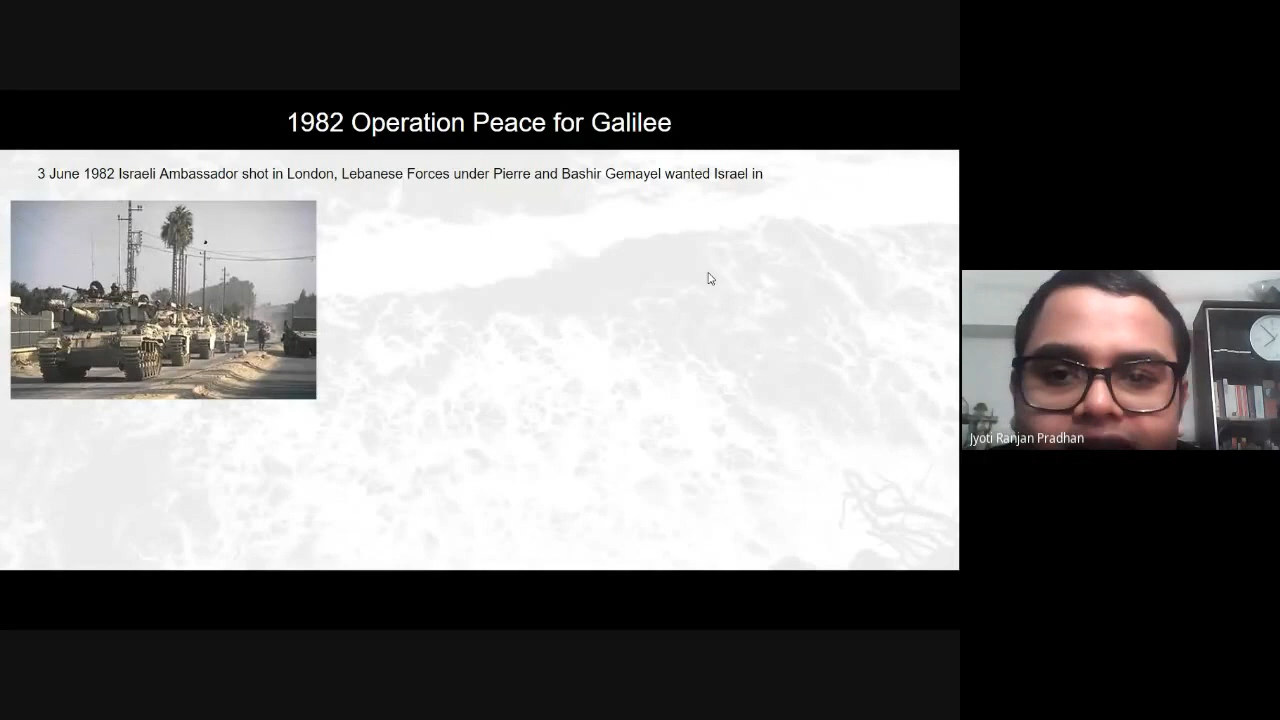 1982 Operation Peace for Galilee
3 June 1982 Israeli Ambassador shot in London, Lebanese Forces under Pierre and Bashir Gemayel wanted Israel in
Jyoti Ranjan Pradhan